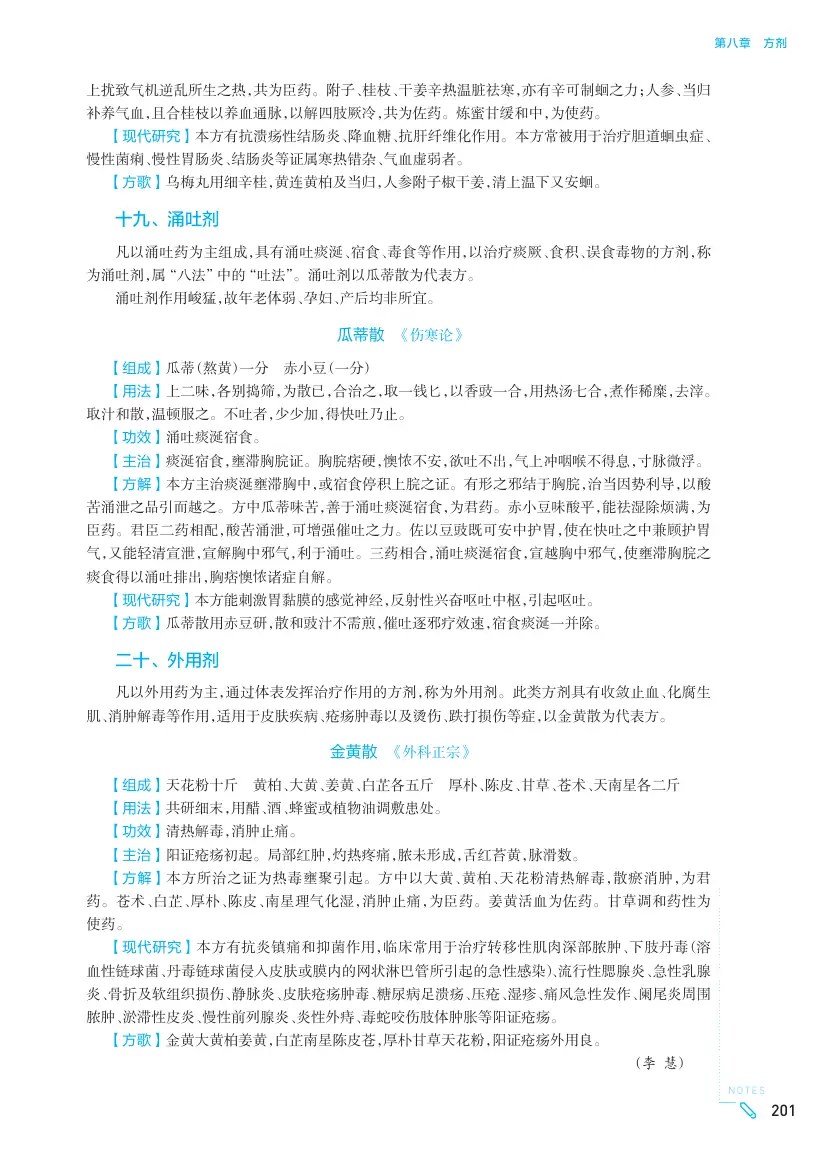 第八章 方剂
上扰致气机逆乱所生之热,共为臣药。附子、桂枝、干姜辛热温脏祛寒,亦有辛可制蛔之力;人参、当归
补养气血,且合桂枝以养血通脉,以解四肢厥冷,共为佐药。炼蜜甘缓和中,为使药。
【现代研究】本方有抗溃疡性结肠炎、降血糖、抗肝纤维化作用。本方常被用于治疗胆道蛔虫症、
慢性菌痢、慢性胃肠炎、结肠炎等证属寒热错杂、气血虚弱者。
【方歌】乌梅丸用细辛桂,黄连黄柏及当归,人参附子椒干姜,清上温下又安蛔。
十九、涌吐剂
凡以涌吐药为主组成,具有涌吐痰涎、宿食、毒食等作用,以治疗痰厥、食积、误食毒物的方剂,称
为涌吐剂,属“八法”中的“吐法”。涌吐剂以瓜蒂散为代表方。
涌吐剂作用峻猛,故年老体弱、孕妇、产后均非所宜。
瓜蒂散 《伤寒论》
【组成】瓜蒂(熬黄)一分 赤小豆(一分)
【用法】上二味,各别捣筛,为散已,合治之,取一钱匕,以香豉一合,用热汤七合,煮作稀糜,去滓。
取汁和散,温顿服之。不吐者,少少加,得快吐乃止。
【功效】涌吐痰涎宿食。
【主治】痰涎宿食,壅滞胸脘证。胸脘痞硬,懊侬不安,欲吐不出,气上冲咽喉不得息,寸脉微浮。
【方解】本方主治痰涎壅滞胸中,或宿食停积上脘之证。有形之邪结于胸脘,治当因势利导,以酸
苦涌泄之品引而越之。方中瓜蒂味苦,善于涌吐痰涎宿食,为君药。赤小豆味酸平,能祛湿除烦满,为
臣药。君臣二药相配,酸苦涌泄,可增强催吐之力。佐以豆豉既可安中护胃,使在快吐之中兼顾护胃
气,又能轻清宣泄,宣解胸中邪气,利于涌吐。三药相合,涌吐痰涎宿食,宣越胸中邪气,使壅滞胸脘之
痰食得以涌吐排出,胸痞懊侬诸症自解。
【现代研究】本方能刺激胃黏膜的感觉神经,反射性兴奋呕吐中枢,引起呕吐。
【方歌】瓜蒂散用赤豆研,散和豉汁不需煎,催吐逐邪疗效速,宿食痰涎一并除。
二十、外用剂
凡以外用药为主,通过体表发挥治疗作用的方剂,称为外用剂。此类方剂具有收敛止血、化腐生
肌、消肿解毒等作用,适用于皮肤疾病、疮疡肿毒以及烫伤、跌打损伤等症,以金黄散为代表方。
金黄散 《外科正宗》
【组成】天花粉十斤 黄柏、大黄、姜黄、白芷各五斤 厚朴、陈皮、甘草、苍术、天南星各二斤
【用法】共研细末,用醋、酒、蜂蜜或植物油调敷患处。
【功效】清热解毒,消肿止痛。
【主治】阳证疮疡初起。局部红肿,灼热疼痛,脓未形成,舌红苔黄,脉滑数。
【方解】本方所治之证为热毒壅聚引起。方中以大黄、黄柏、天花粉清热解毒,散瘀消肿,为君
药。苍术、白芷、厚朴、陈皮、南星理气化湿,消肿止痛,为臣药。姜黄活血为佐药。甘草调和药性为
使药。
【现代研究】本方有抗炎镇痛和抑菌作用,临床常用于治疗转移性肌肉深部脓肿、下肢丹毒(溶
血性链球菌、丹毒链球菌侵入皮肤或膜内的网状淋巴管所引起的急性感染)、流行性腮腺炎、急性乳腺
炎、骨折及软组织损伤、静脉炎、皮肤疮疡肿毒、糖尿病足溃疡、压疮、湿疹、痛风急性发作、阑尾炎周围
脓肿、淤滞性皮炎、慢性前列腺炎、炎性外痔、毒蛇咬伤肢体肿胀等阳证疮疡。
【方歌】金黄大黄柏姜黄,白芷南星陈皮苍,厚朴甘草天花粉,阳证疮疡外用良。
(李 慧)
NOTES
201